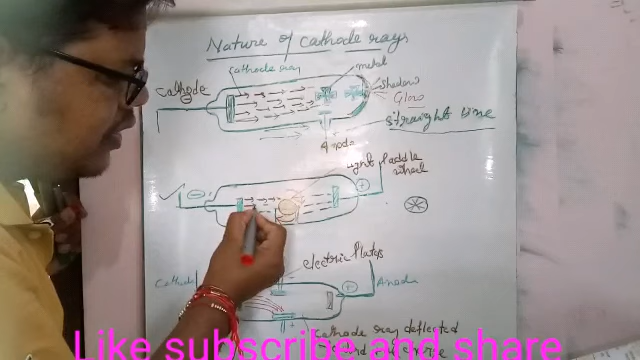 Nature of cathode rays
cathode ray
metal
Cathode
Shadow
Glow
straight line
Anode
light Paddle
wheel
electric Plates
Cathode
Anode
Cathode ray deflected
Like subscribe and share